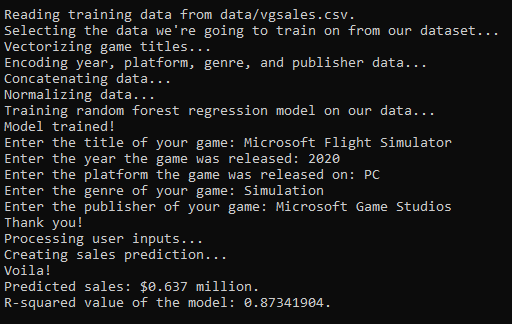 Reading training data from data/vgsales.csv.
Selecting the data we're going to train on from our dataset...
Vectorizing game titles...
Encoding year, platform, genre, and publisher data...
Concatenating data...
Normalizing data...
Training random forest regression model on our data...
Model trained!
Enter the title of your game: Microsoft Flight Simulator
Enter the year the game was released: 2020
Enter the platform the game was released on: PC
Enter the genre of your game: Simulation
Enter the publisher of your game: Microsoft Game Studios
Thank you!
Processing user inputs...
Creating sales prediction...
Voila!
Predicted sales: $0.637 million.
R-squared value of the model: 0.87341904.